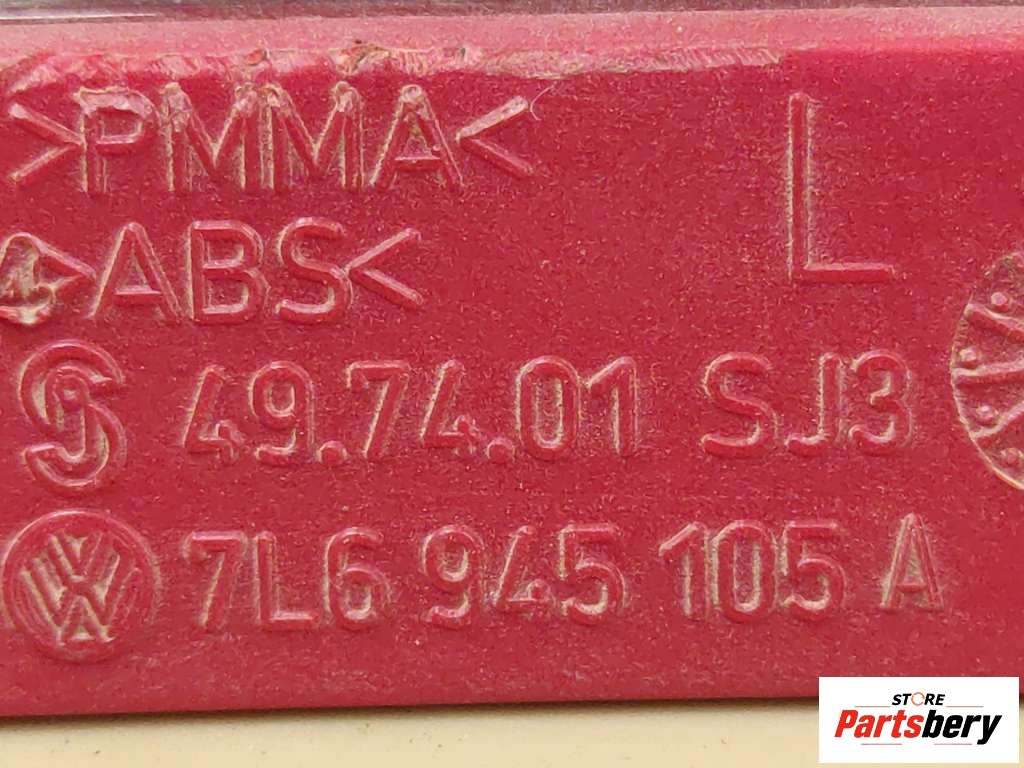 >PMMA<
L
>ABS<
49.74.01 SJ3
7L6 945 105 A
STORE
Partsbery